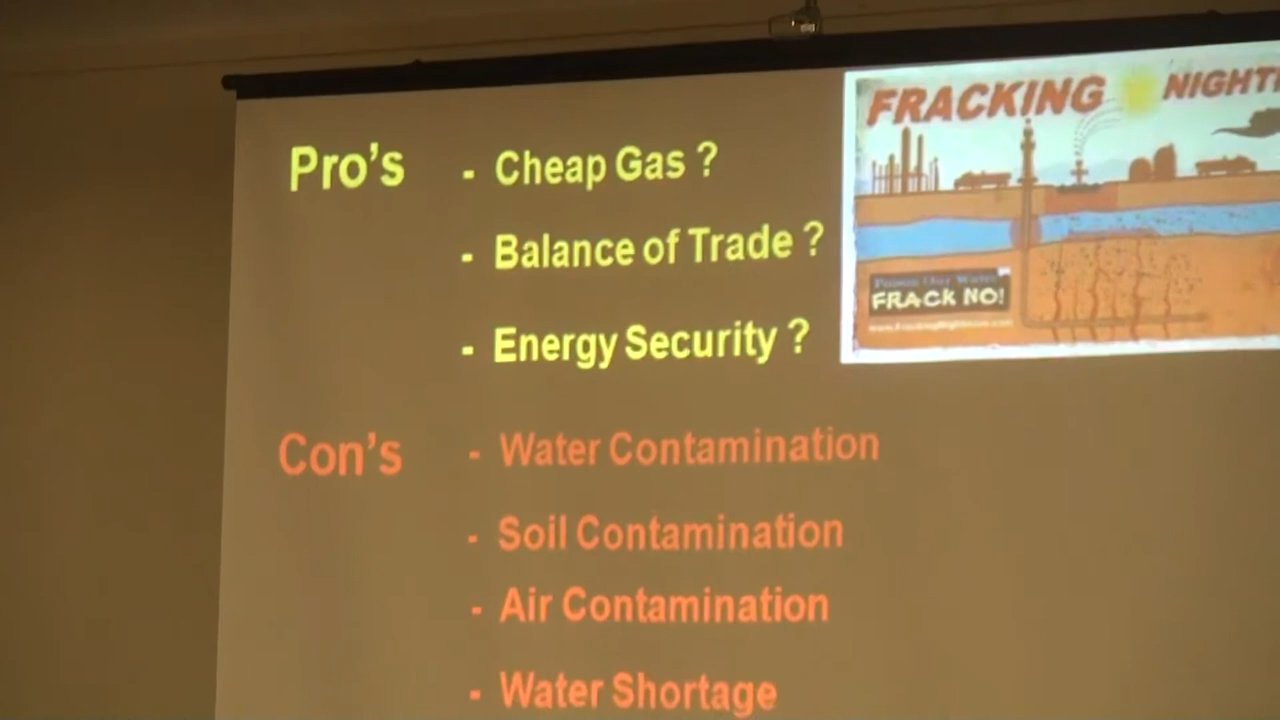 Pro's - Cheap Gas ?
- Balance of Trade ?
- Energy Security ?
Con's - Water Contamination
- Soil Contamination
- Air Contamination
- Water Shortage
FRACKING
FRACK NO!